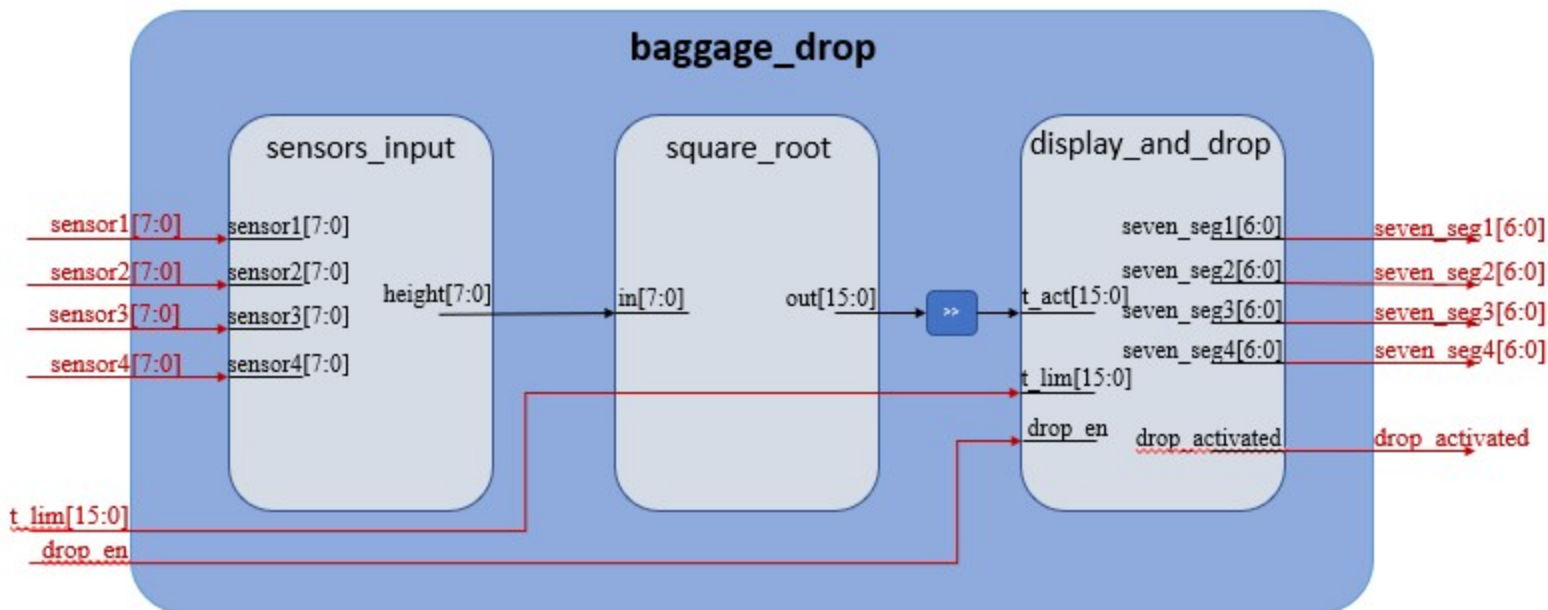 baggage_drop
sensors_input
square_root
display_and_drop
sensor1[7:0]
sensor1[7:0]
seven_seg1[6:0]
seven_seg1[6:0]
sensor2[7:0]
sensor2[7:0]
seven_seg2[6:0]
seven_seg2[6:0]
height[7:0]
in[7:0]
out[15:0]
>>
t_act[15:0]
sensor3[7:0]
sensor3[7:0]
seven_seg3[6:0]
seven_seg3[6:0]
sensor4[7:0]
sensor4[7:0]
seven_seg4[6:0]
seven_seg4[6:0]
t_lim[15:0]
drop_en
drop_activated
drop_activated
t_lim[15:0]
drop_en